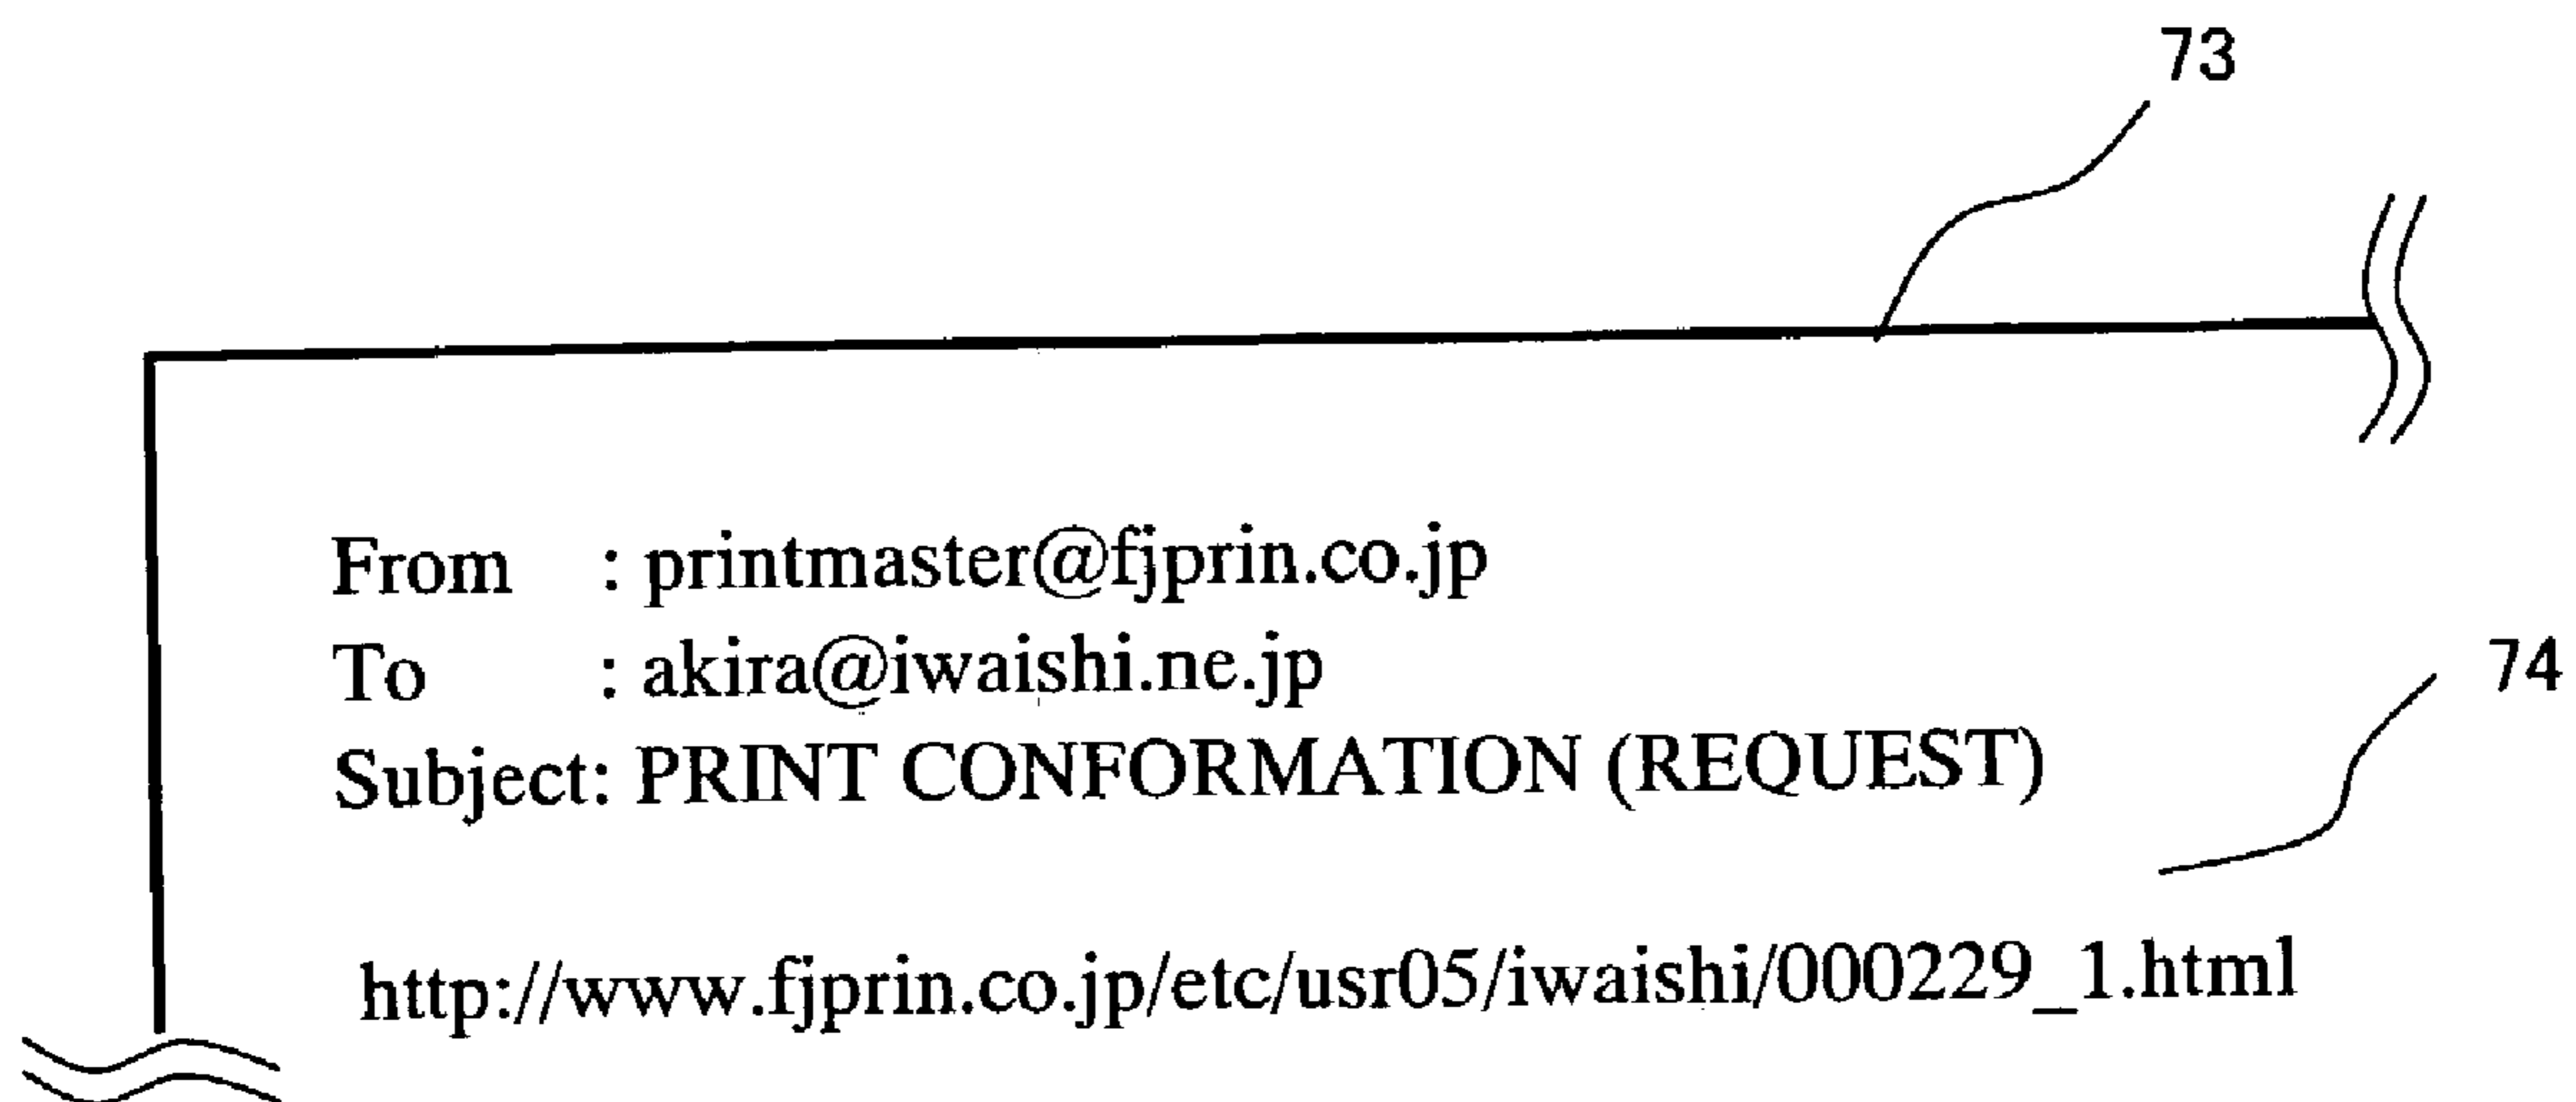 73
From : printmaster@fjprin.co.jp
To : akira@iwaishi.ne.jp
74
Subject: PRINT CONFORMATION (REQUEST)
http://www.fjprin.co.jp/etc/usr05/iwaishi/000229_1.html